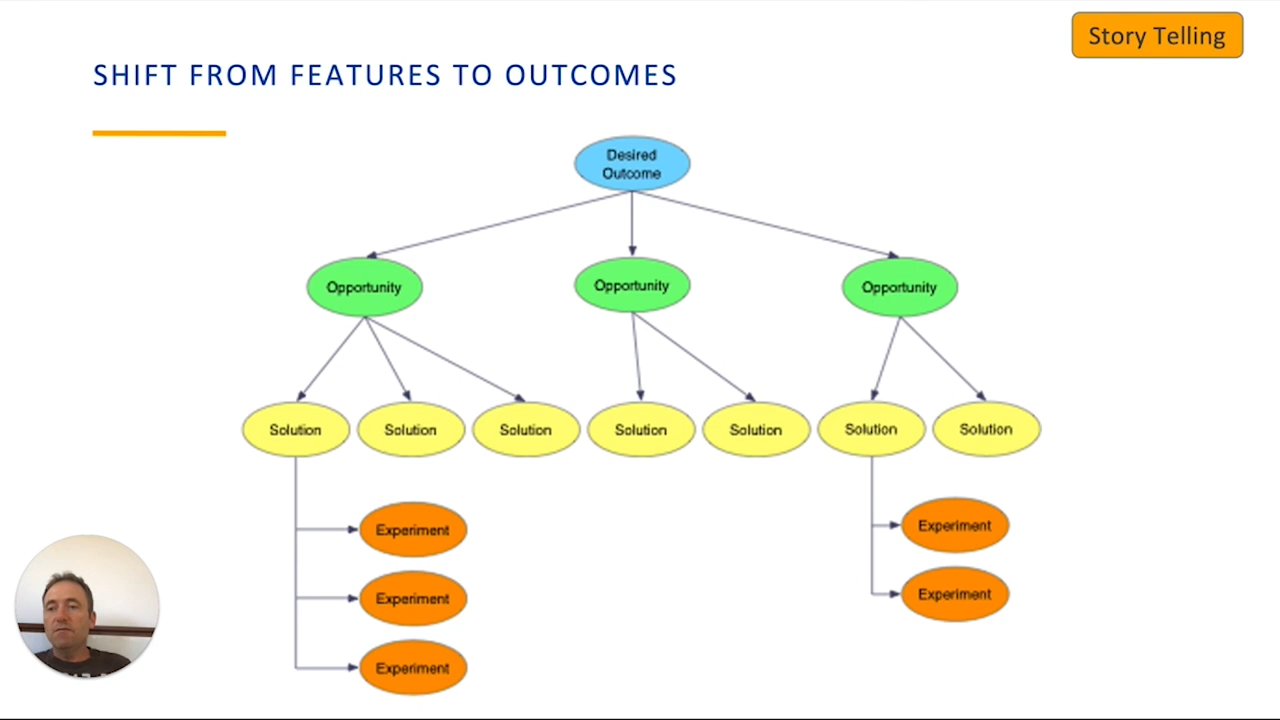 Story Telling
SHIFT FROM FEATURES TO OUTCOMES
Desired
Outcome
Opportunity
Opportunity
Opportunity
Solution
Solution
Solution
Solution
Solution
Solution
Solution
Experiment
Experiment
Experiment
Experiment
Experiment